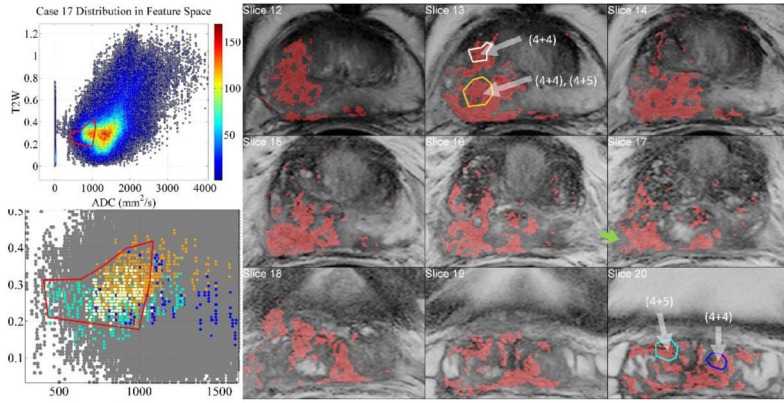 Case 17 Distribution in Feature Space
1.2
1
0.8
0.6
0.4
0.2
0
T2W
0 1000 2000 3000 4000
ADC (mm²/s)
150
100
50
0.5
0.4
0.3
0.2
0.1
500 1000 1500
Slice 12
Slice 13
(4+4)
(4+4), (4+5)
Slice 14
Slice 15
Slice 16
Slice 17
Slice 18
Slice 19
Slice 20
(4+5)
(4+4)